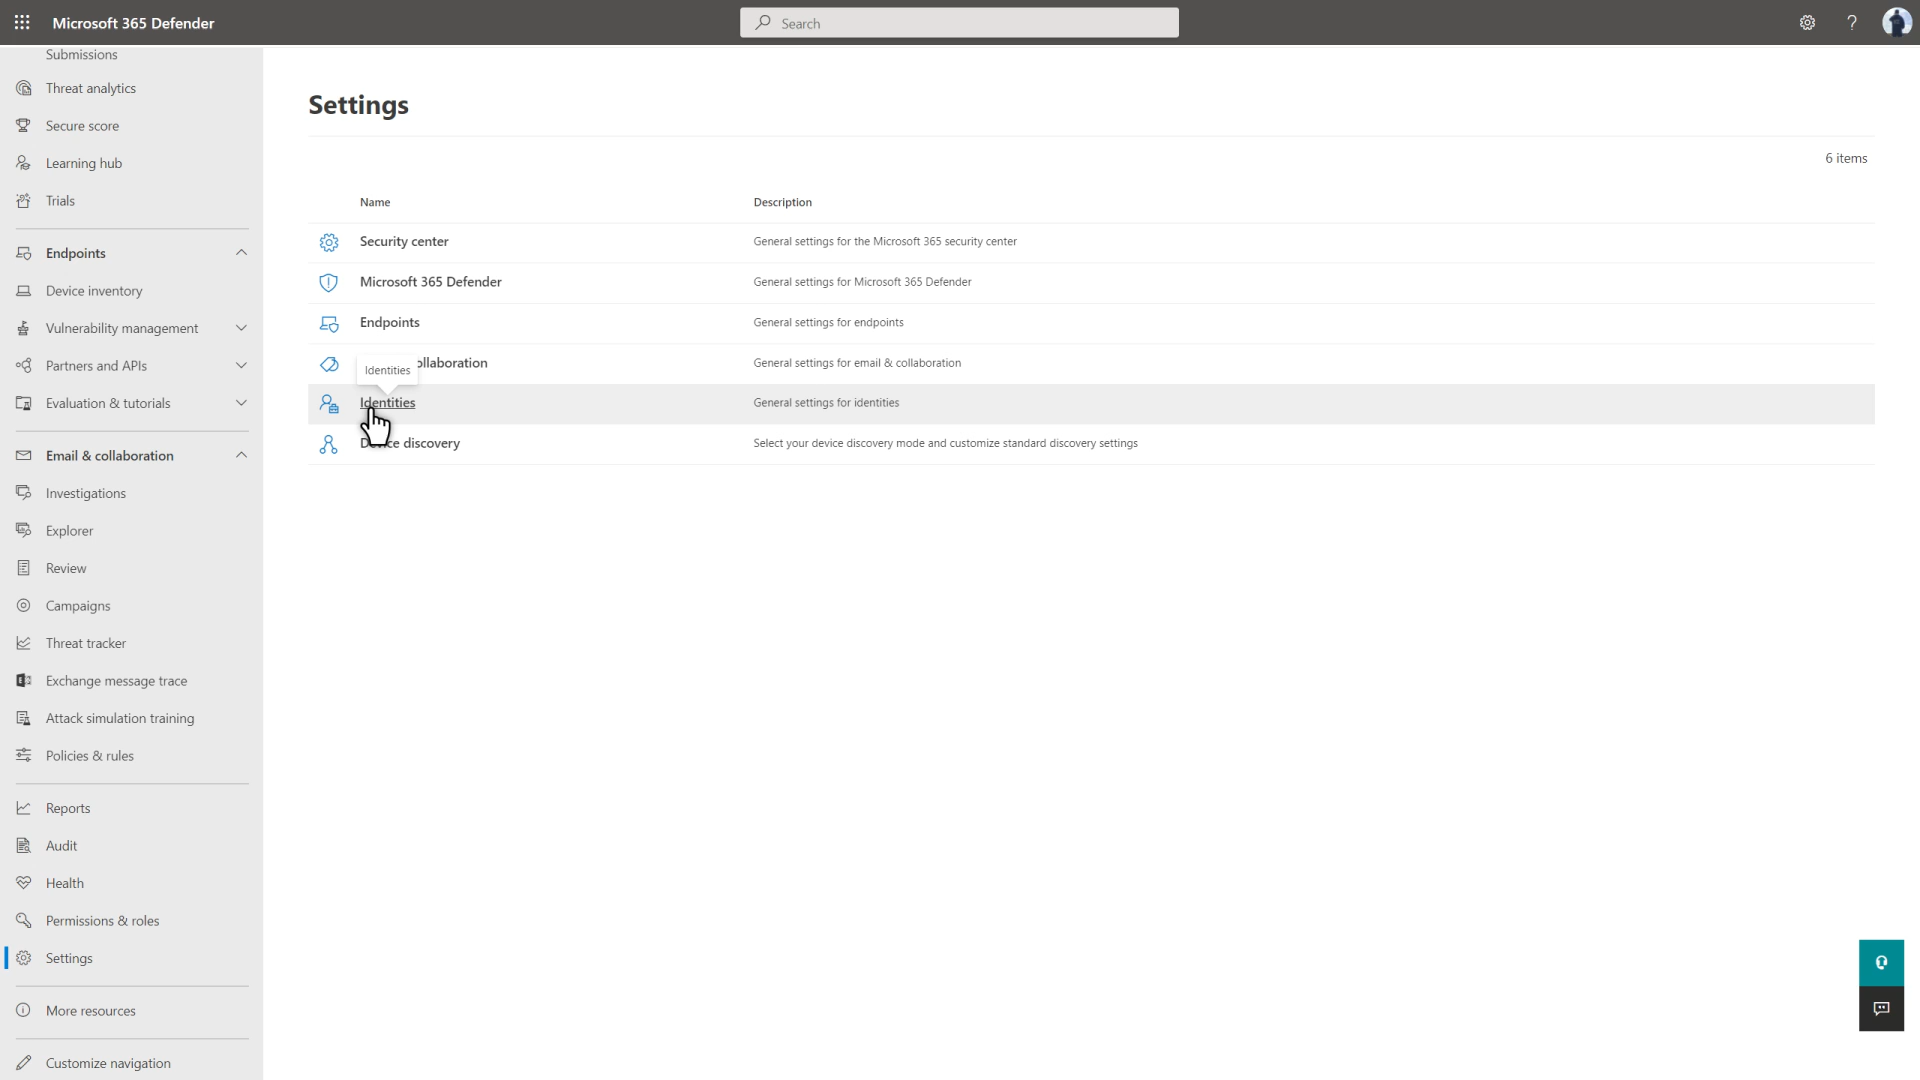 Microsoft 365 Defender
Search
Submissions
Threat analytics
Secure score
Learning hub
Trials
Endpoints
Device inventory
Vulnerability management
Partners and APIs
Evaluation & tutorials
Email & collaboration
Investigations
Explorer
Review
Campaigns
Threat tracker
Exchange message trace
Attack simulation training
Policies & rules
Reports
Audit
Health
Permissions & roles
Settings
More resources
Customize navigation
Settings
6 items
Name Description
Security center General settings for the Microsoft 365 security center
Microsoft 365 Defender General settings for Microsoft 365 Defender
Endpoints General settings for endpoints
ollaboration General settings for email & collaboration
Identities
Identities General settings for identities
Device discovery Select your device discovery mode and customize standard discovery settings